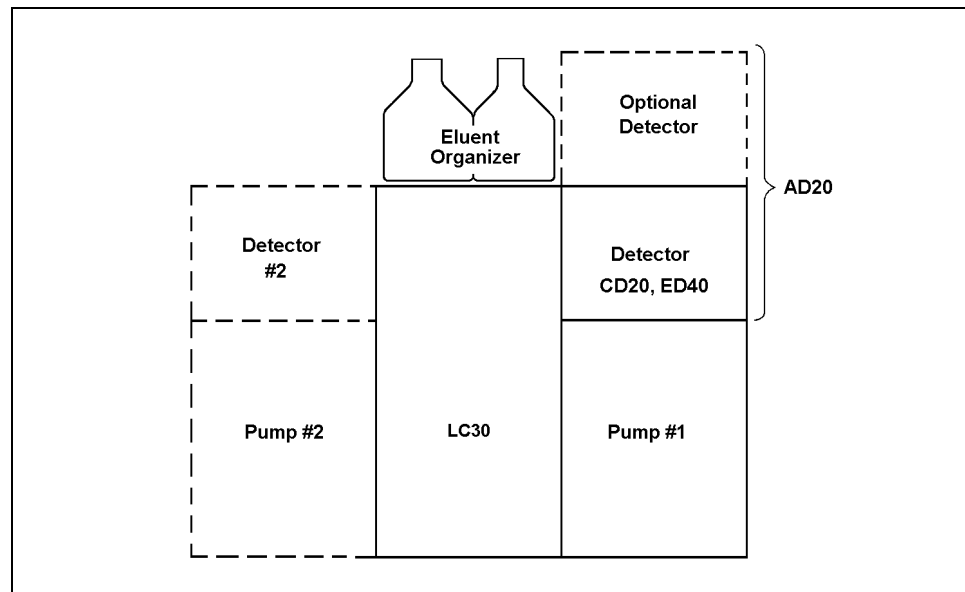 Optional
Detector
Eluent
Organizer
AD20
Detector
#2
Detector
CD20, ED40
Pump #2
LC30
Pump #1